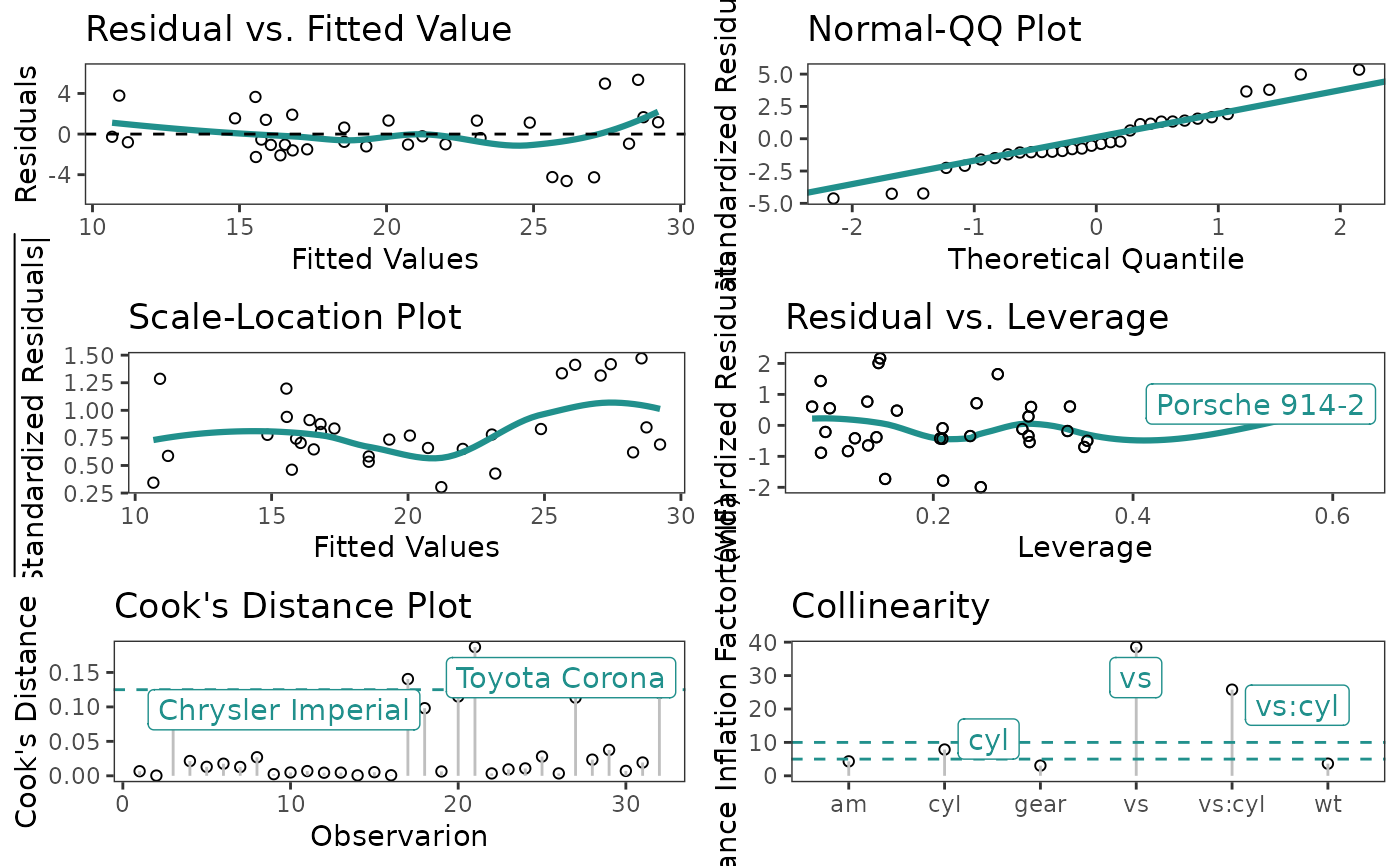 Residual vs. Fitted Value
Residuals
4
0
-4
10 15 20 25 30
Fitted Values
Normal-QQ Plot
5.0
2.5
0.0
-2.5
-5.0
-2 -1 0 1 2
Theoretical Quantile
Scale-Location Plot
Standardized Residuals|
1.50
1.25
1.00
0.75
0.50
0.25
10 15 20 25 30
Fitted Values
Residual vs. Leverage
2
1
0
-1
-2
Porsche 914-2
0.2 0.4 0.6
Leverage
Cook's Distance Plot
Cook's Distance
0.15
0.10
0.05
0.00
Toyota Corona
Chrysler Imperial
0 10 20 30
Observarion
Collinearity
Inflation Factor
40
30
20
10
0
vs
vs:cyl
cyl
am cyl gear vs vs:cyl wt